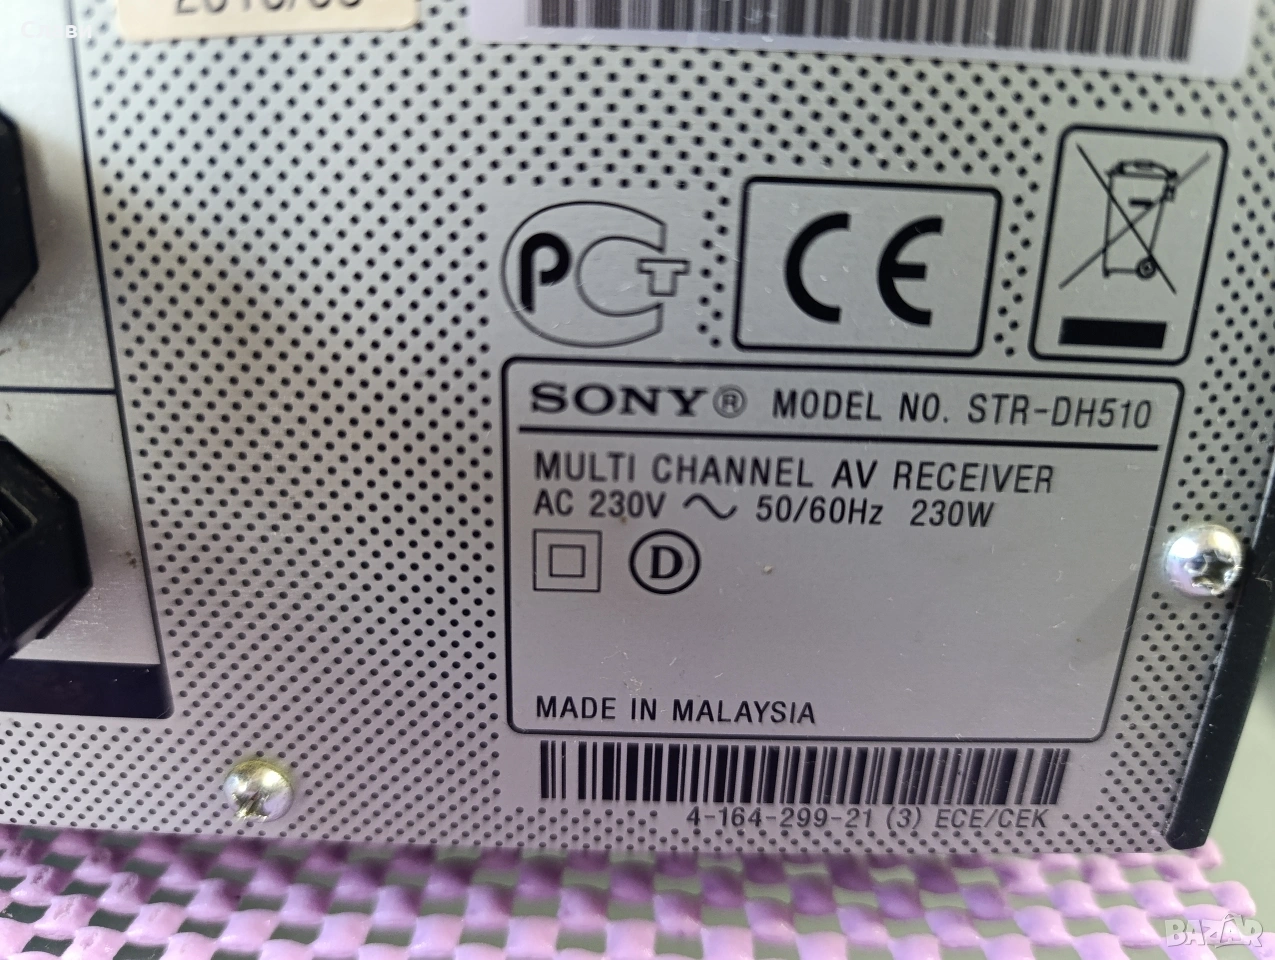 PCT
CE
SONY® MODEL NO. STR-DH510
MULTI CHANNEL AV RECEIVER
AC 230V ~ 50/60Hz 230W
D
MADE IN MALAYSIA
4-164-299-21 (3) ECE/CEK
BAZAR